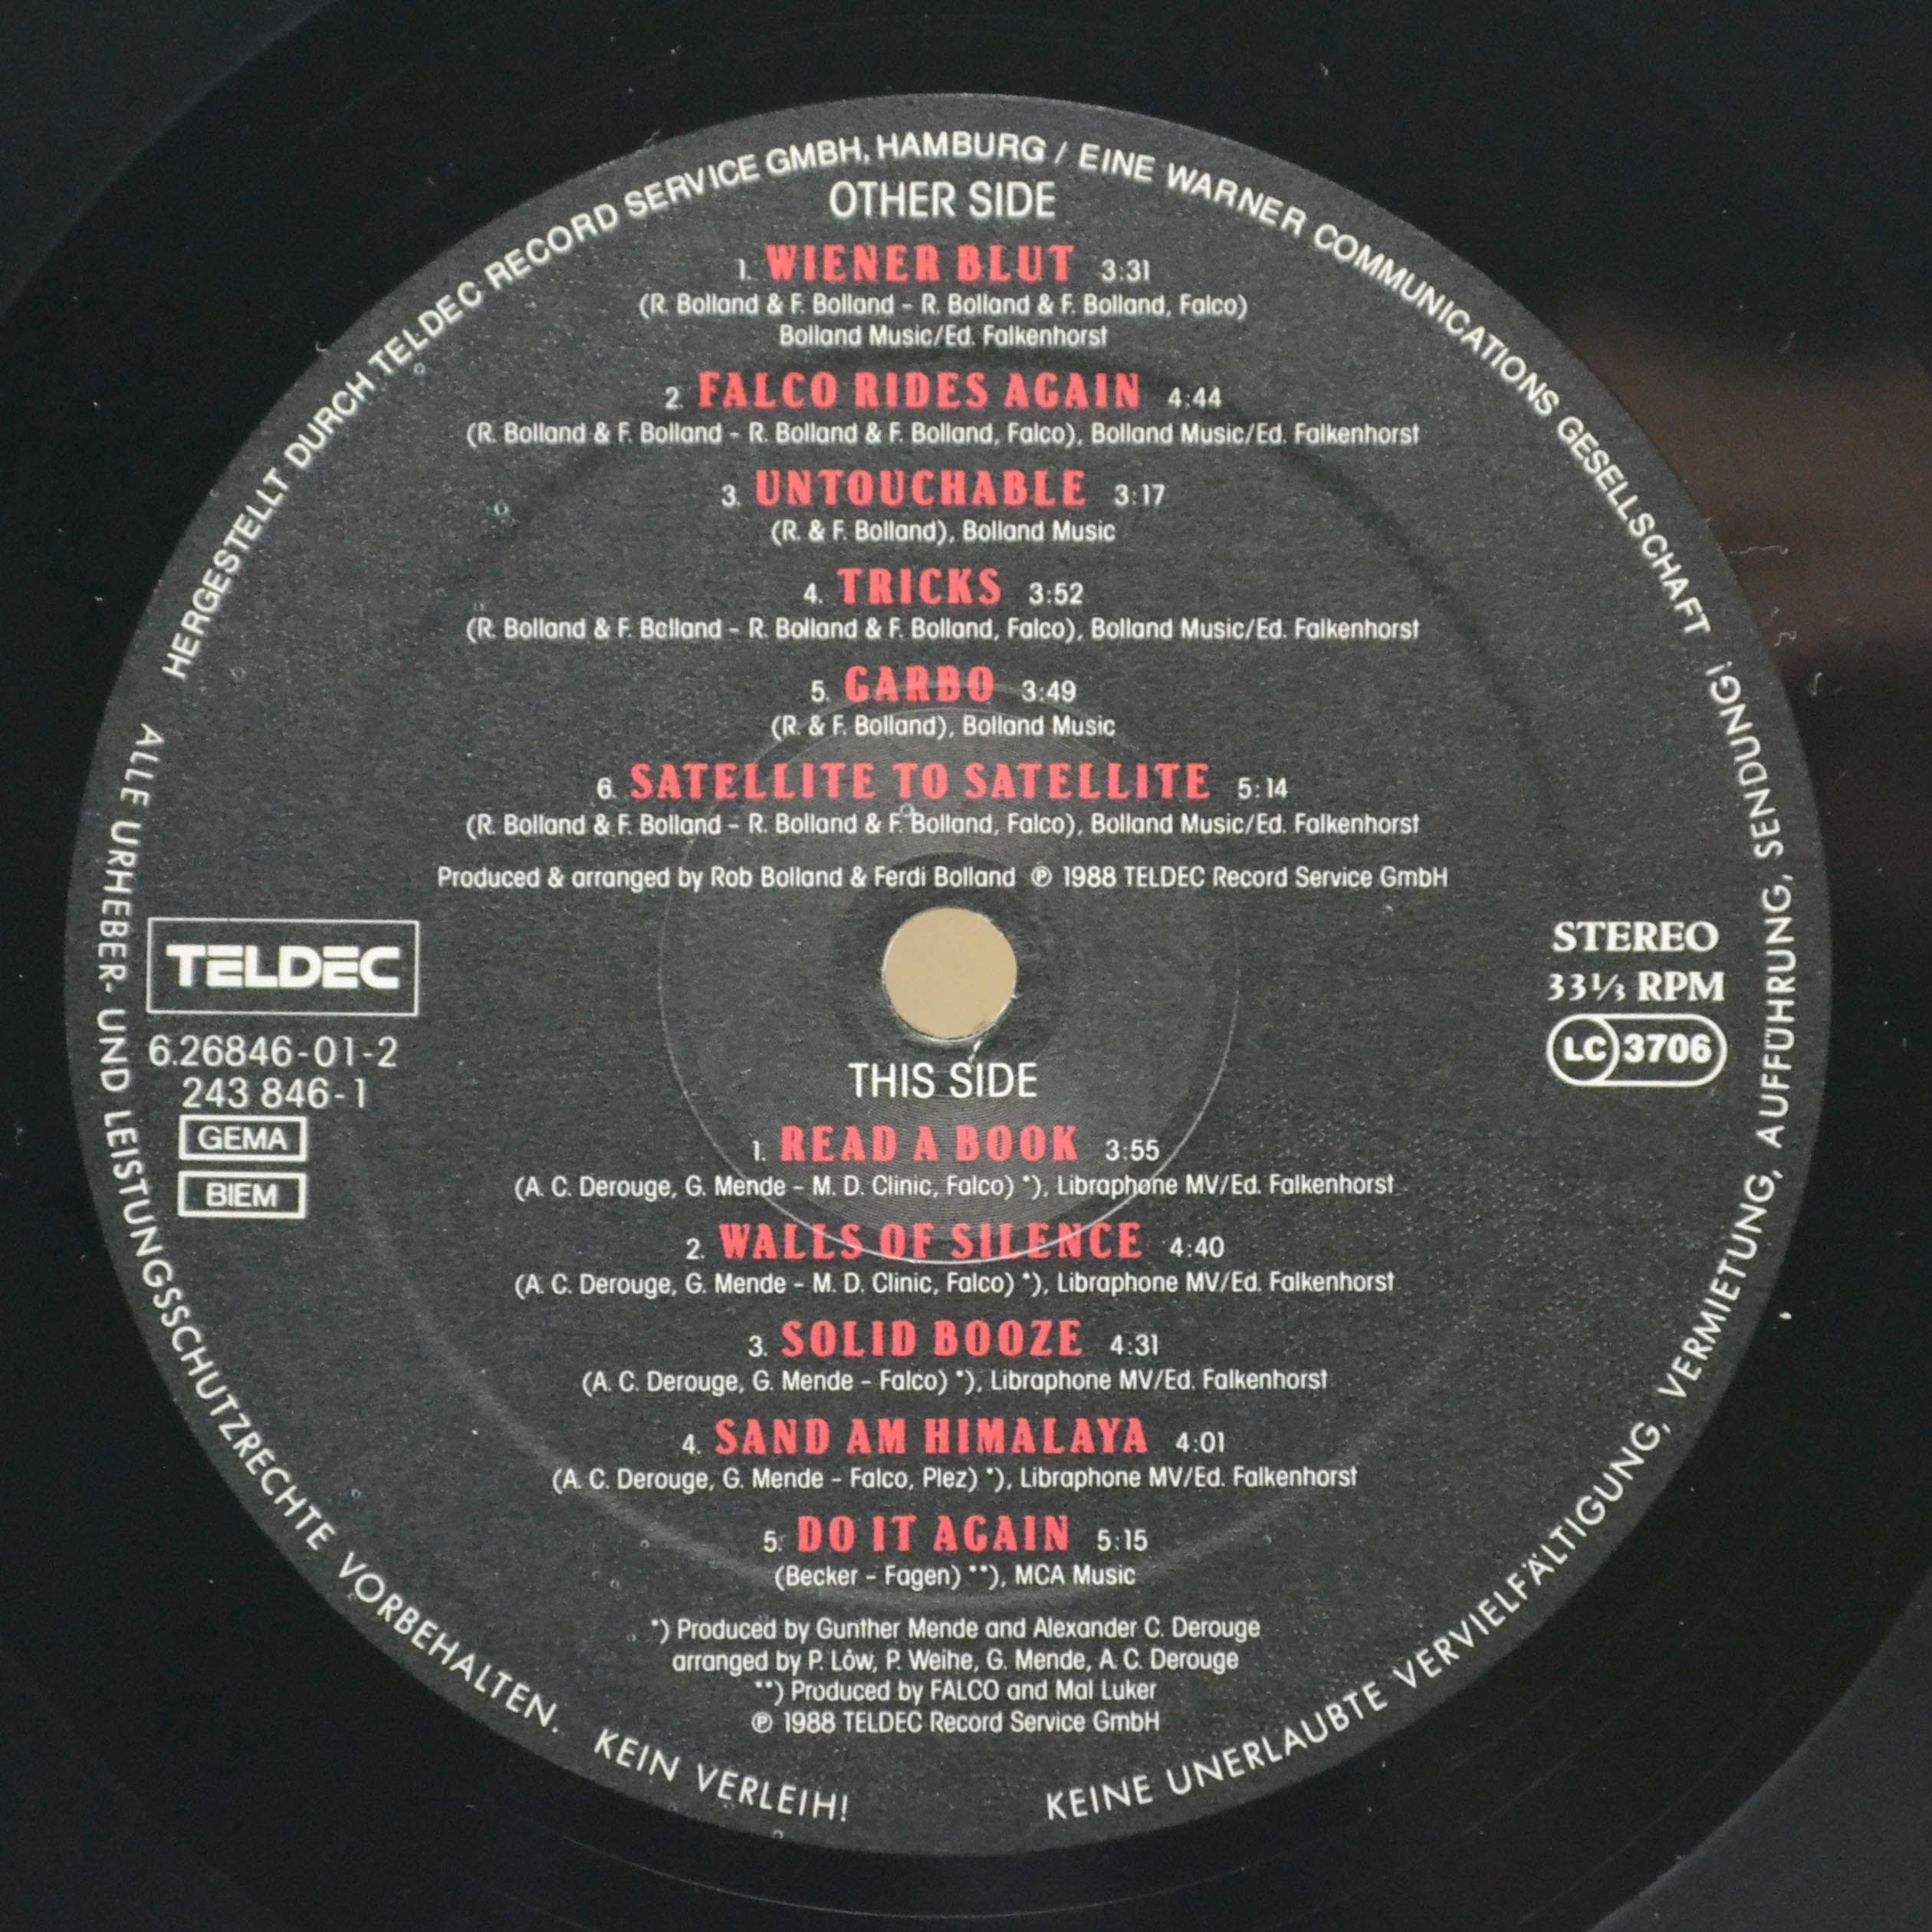 HERGESTELLT DURCH TELDEC RECORD SERVICE GMBH, HAMBURG / EINE WARNER COMMUNICATIONS GESELLSCHAFT
OTHER SIDE
1. WIENER BLUT 3:31
(R. Bolland & F. Bolland - R. Bolland & F. Bolland, Falco)
Bolland Music/Ed. Falkenhorst
2. FALCO RIDES AGAIN 4:44
(R. Bolland & F. Bolland - R. Bolland & F. Bolland, Falco), Bolland Music/Ed. Falkenhorst
3. UNTOUCHABLE 3:17
(R. & F. Bolland), Bolland Music
4. TRICKS 3:52
(R. Bolland & F. Bolland - R. Bolland & F. Bolland, Falco), Bolland Music/Ed. Falkenhorst
5. GARBO 3:49
(R. & F. Bolland), Bolland Music
6. SATELLITE TO SATELLITE 5:14
(R. Bolland & F. Bolland - R. Bolland & F. Bolland, Falco), Bolland Music/Ed. Falkenhorst
Produced & arranged by Rob Bolland & Ferdi Bolland ℗ 1988 TELDEC Record Service GmbH
TELDEC
6.26846-01-2
243 846-1
GEMA
BIEM
STEREO
33⅓ RPM
LC 3706
THIS SIDE
1. READ A BOOK 3:55
(A. C. Derouge, G. Mende - M. D. Clinic, Falco) *), Libraphone MV/Ed. Falkenhorst
2. WALLS OF SILENCE 4:40
(A. C. Derouge, G. Mende - M. D. Clinic, Falco) *), Libraphone MV/Ed. Falkenhorst
3. SOLID BOOZE 4:31
(A. C. Derouge, G. Mende - Falco) *), Libraphone MV/Ed. Falkenhorst
4. SAND AM HIMALAYA 4:01
(A. C. Derouge, G. Mende - Falco, Plez) *), Libraphone MV/Ed. Falkenhorst
5. DO IT AGAIN 5:15
(Becker - Fagen) **), MCA Music
*) Produced by Gunther Mende and Alexander C. Derouge
arranged by P. Löw, P. Weihe, G. Mende, A. C. Derouge
**) Produced by FALCO and Mal Luker
℗ 1988 TELDEC Record Service GmbH
ALLE URHEBER- UND LEISTUNGSSCHUTZRECHTE VORBEHALTEN. KEIN VERLEIH!
KEINE UNERLAUBTE VERVIELFÄLTIGUNG, VERMIETUNG, AUFFÜHRUNG, SENDUNG!